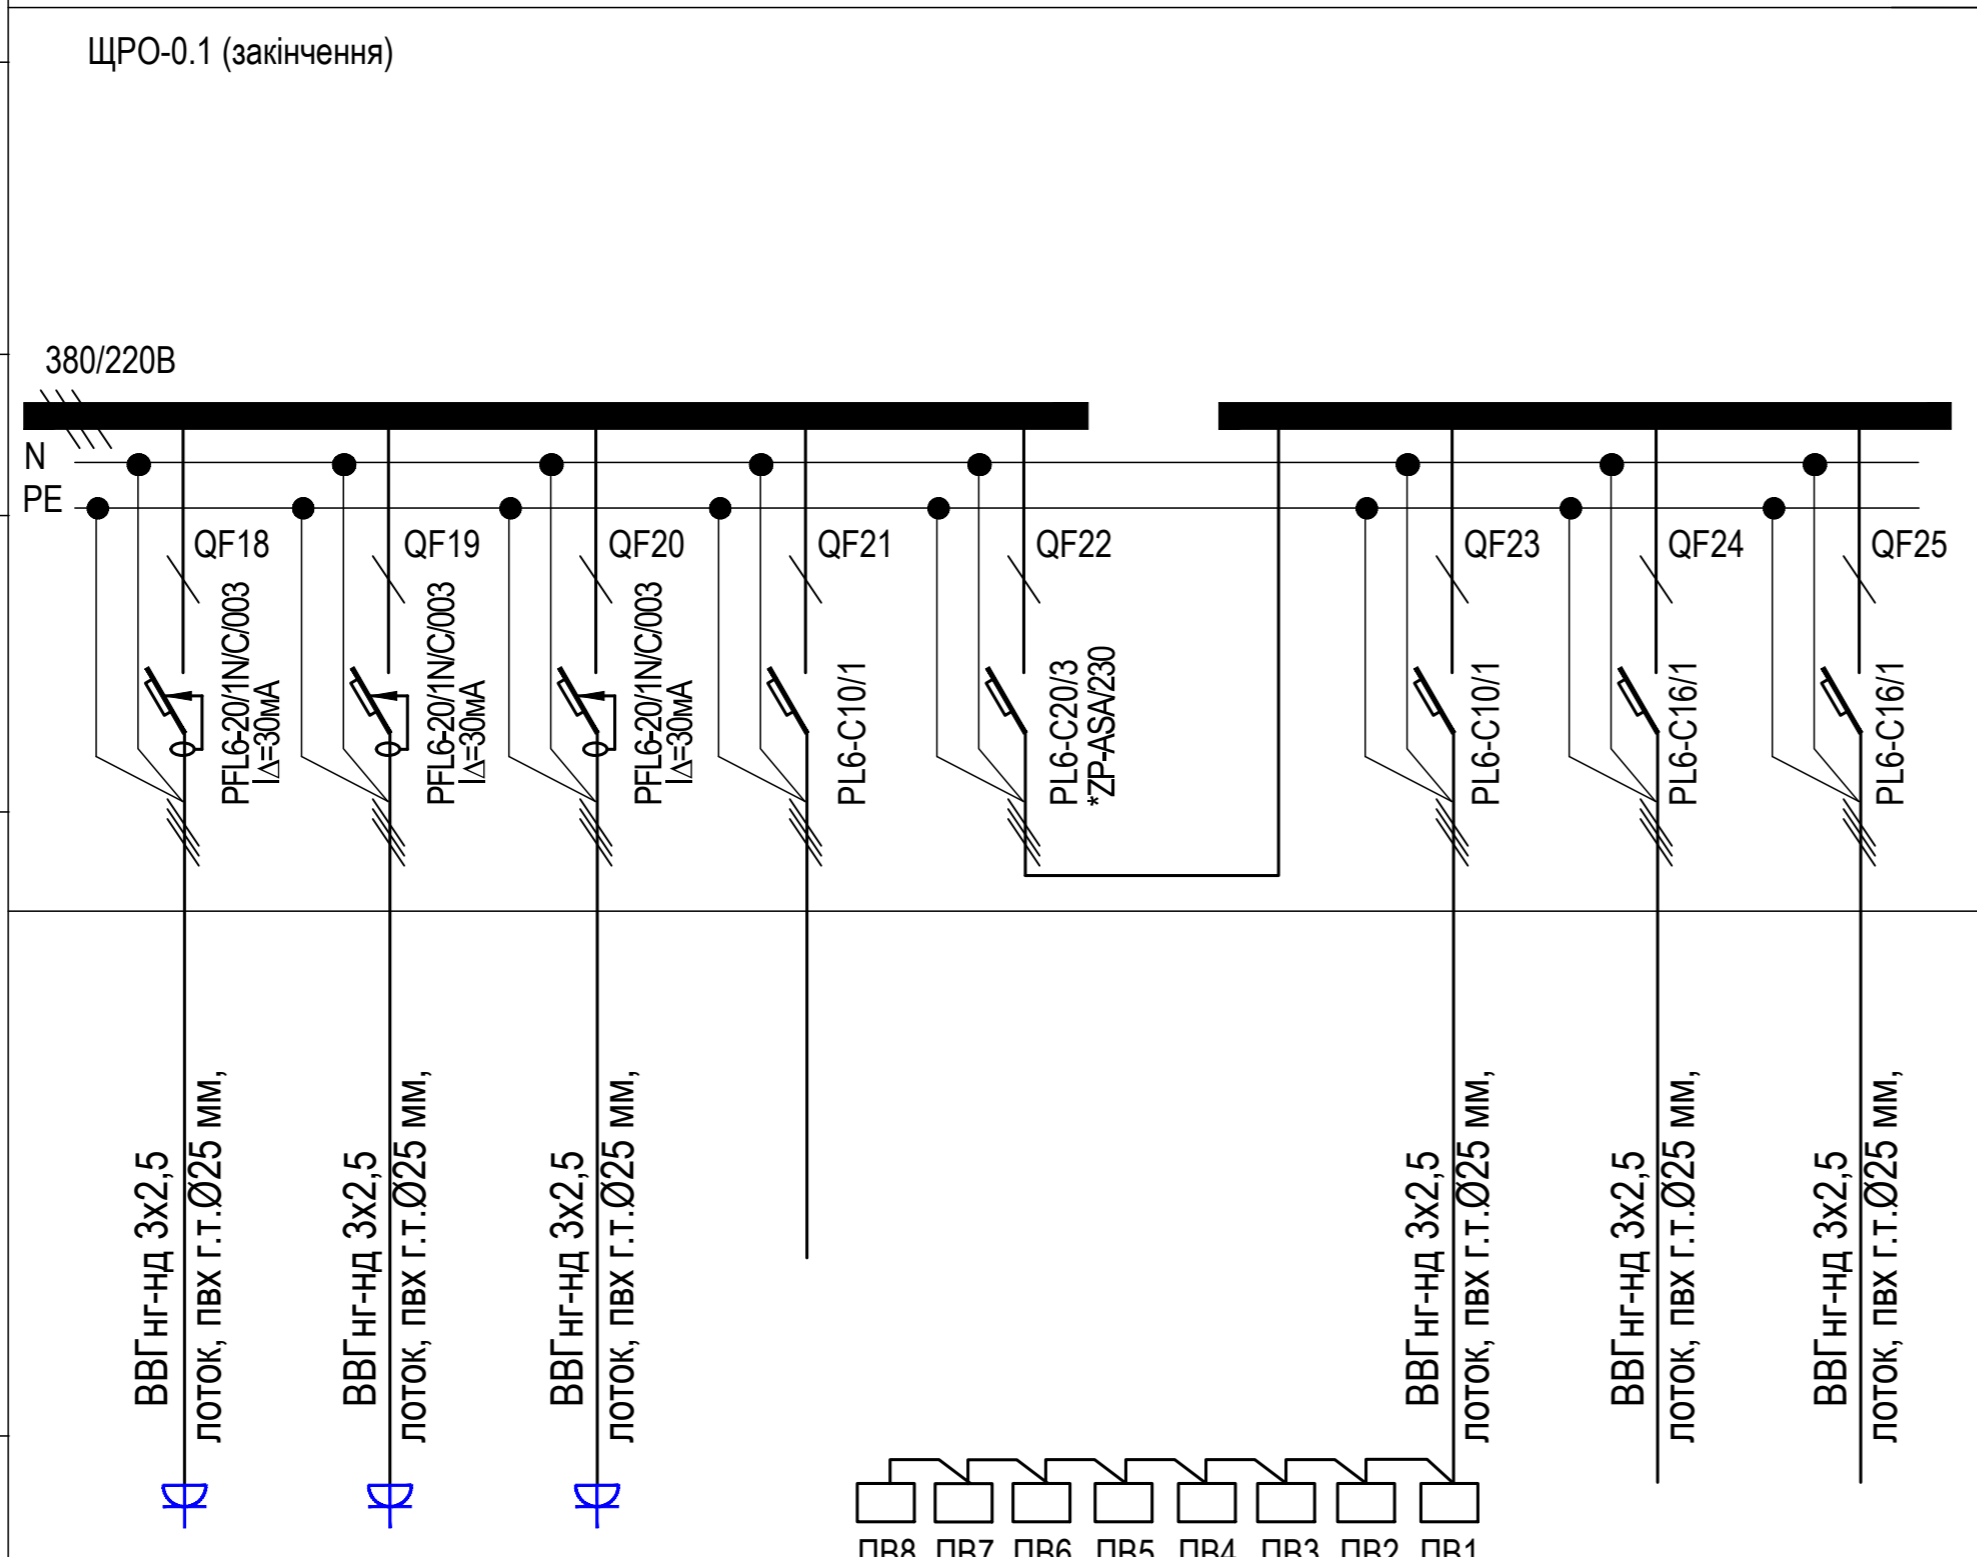 ЩРО-0.1 (закінчення)
380/220В
N
PE
QF18
QF19
QF20
QF21
QF22
QF23
QF24
QF25
PFL6-20/1N/C/003
I∆=30мА
PFL6-20/1N/C/003
I∆=30мА
PFL6-20/1N/C/003
I∆=30мА
PL6-C10/1
PL6-C20/3
*ZP-ASA/230
PL6-C10/1
PL6-C16/1
PL6-C16/1
ВВГнг-нд 3х2,5
лоток, пвх г.т.Ø25 мм,
ВВГнг-нд 3х2,5
лоток, пвх г.т.Ø25 мм,
ВВГнг-нд 3х2,5
лоток, пвх г.т.Ø25 мм,
ВВГнг-нд 3х2,5
лоток, пвх г.т.Ø25 мм,
ВВГнг-нд 3х2,5
лоток, пвх г.т.Ø25 мм,
ВВГнг-нд 3х2,5
лоток, пвх г.т.Ø25 мм,
ПВ8 ПВ7 ПВ6 ПВ5 ПВ4 ПВ3 ПВ2 ПВ1